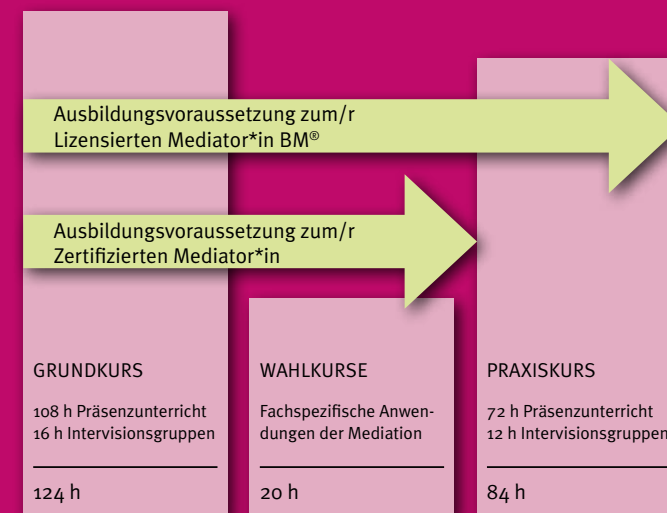 Ausbildungsvoraussetzung zum/r
Lizensierten Mediator*in BM®
Ausbildungsvoraussetzung zum/r
Zertifizierten Mediator*in
GRUNDKURS
108 h Präsenzunterricht
16 h Intervisionsgruppen
124 h
WAHLKURSE
Fachspezifische Anwen-
dungen der Mediation
20 h
PRAXISKURS
72 h Präsenzunterricht
12 h Intervisionsgruppen
84 h